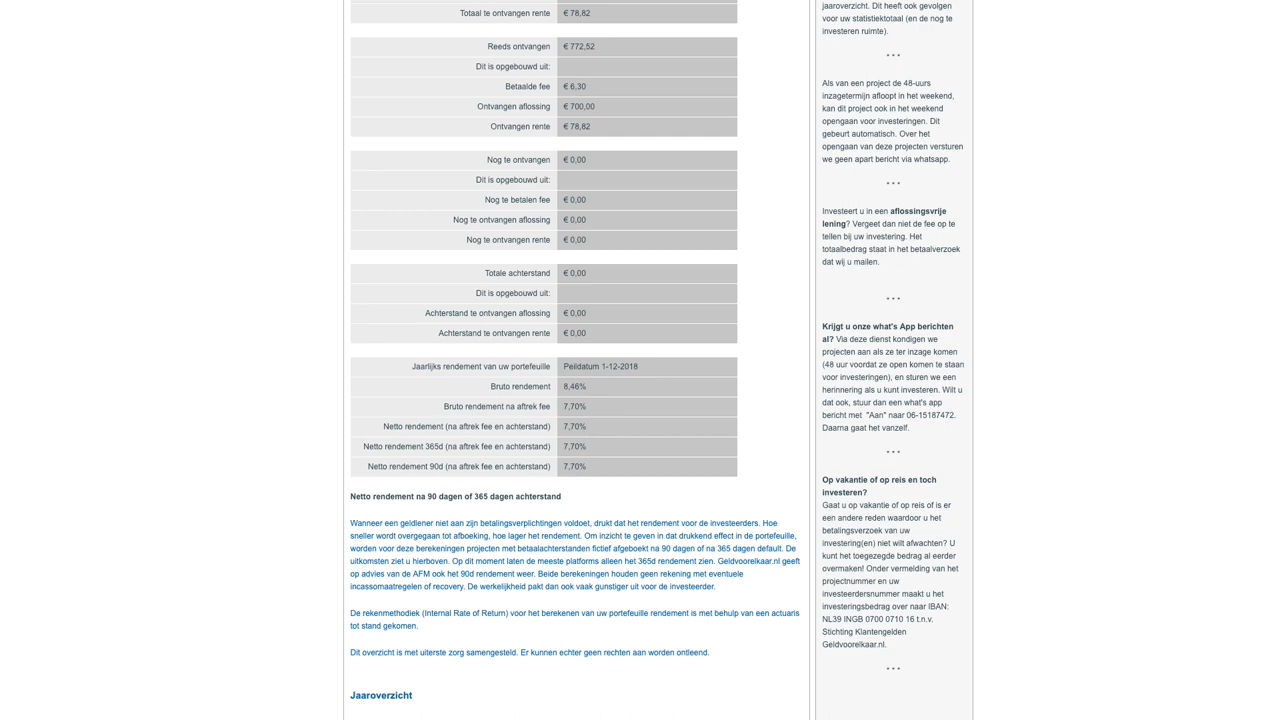 Totaal te ontvangen rente € 78,82
Reeds ontvangen € 772,52
Dit is opgebouwd uit:
Betaalde fee € 6,30
Ontvangen aflossing € 700,00
Ontvangen rente € 78,82
Nog te ontvangen € 0,00
Dit is opgebouwd uit:
Nog te betalen fee € 0,00
Nog te ontvangen aflossing € 0,00
Nog te ontvangen rente € 0,00
Totale achterstand € 0,00
Dit is opgebouwd uit:
Achterstand te ontvangen aflossing € 0,00
Achterstand te ontvangen rente € 0,00
Jaarlijks rendement van uw portefeuille Peildatum 1-12-2018
Bruto rendement 8,46%
Bruto rendement na aftrek fee 7,70%
Netto rendement (na aftrek fee en achterstand) 7,70%
Netto rendement 365d (na aftrek fee en achterstand) 7,70%
Netto rendement 90d (na aftrek fee en achterstand) 7,70%
Netto rendement na 90 dagen of 365 dagen achterstand
Wanneer een geldlener niet aan zijn betalingsverplichtingen voldoet, drukt dat het rendement voor de investeerders. Hoe
sneller wordt overgegaan tot afboeking, hoe lager het rendement. Om inzicht te geven in dat drukkend effect in de portefeuille,
worden voor deze berekeningen projecten met betaalachterstanden fictief afgeboekt na 90 dagen of na 365 dagen default. De
uitkomsten ziet u hierboven. Op dit moment laten de meeste platforms alleen het 365d rendement zien. Geldvoorelkaar.nl geeft
op advies van de AFM ook het 90d rendement weer. Beide berekeningen houden geen rekening met eventuele
incassomaatregelen of recovery. De werkelijkheid pakt dan ook vaak gunstiger uit voor de investeerder.
De rekenmethodiek (Internal Rate of Return) voor het berekenen van uw portefeuille rendement is met behulp van een actuaris
tot stand gekomen.
Dit overzicht is met uiterste zorg samengesteld. Er kunnen echter geen rechten aan worden ontleend.
Jaaroverzicht
jaaroverzicht. Dit heeft ook gevolgen
voor uw statistiektotaal (en de nog te
investeren ruimte).
* * *
Als van een project de 48-uurs
inzagetermijn afloopt in het weekend,
kan dit project ook in het weekend
opengaan voor investeringen. Dit
gebeurt automatisch. Over het
opengaan van deze projecten versturen
we geen apart bericht via whatsapp.
* * *
Investeert u in een aflossingsvrije
lening? Vergeet dan niet de fee op te
tellen bij uw investering. Het
totaalbedrag staat in het betaalverzoek
dat wij u mailen.
* * *
Krijgt u onze what's App berichten
al? Via deze dienst kondigen we
projecten aan als ze ter inzage komen
(48 uur voordat ze open komen te staan
voor investeringen), en sturen we een
herinnering als u kunt investeren. Wilt u
dat ook, stuur dan een what's app
bericht met "Aan" naar 06-15187472.
Daarna gaat het vanzelf.
* * *
Op vakantie of op reis en toch
investeren?
Gaat u op vakantie of op reis of is er
een andere reden waardoor u het
betalingsverzoek van uw
investering(en) niet wilt afwachten? U
kunt het toegezegde bedrag al eerder
overmaken! Onder vermelding van het
projectnummer en uw
investeerdersnummer maakt u het
investeringsbedrag over naar IBAN:
NL39 INGB 0700 0710 16 t.n.v.
Stichting Klantengelden
Geldvoorelkaar.nl.
* * *